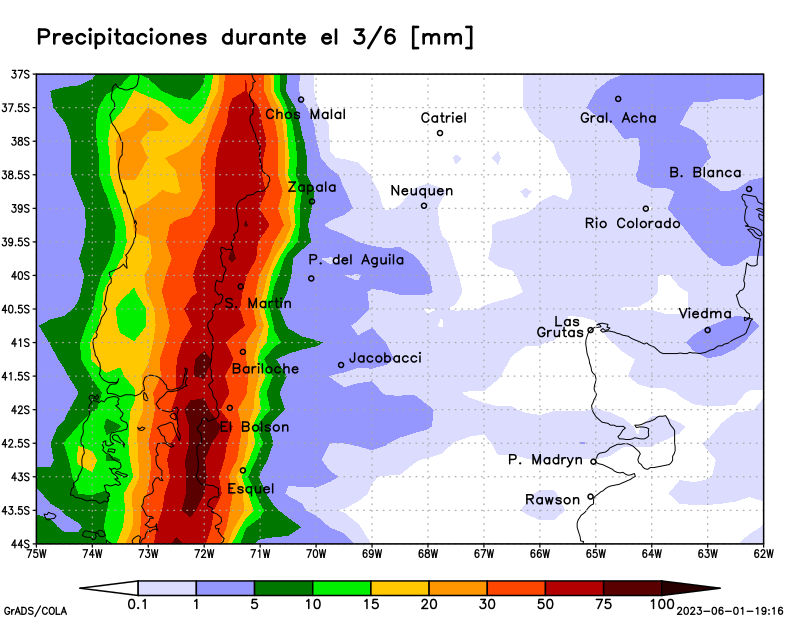 Precipitaciones durante el 3/6 [mm]
37S
37.5S
38S
38.5S
39S
39.5S
40S
40.5S
41S
41.5S
42S
42.5S
43S
43.5S
44S
Chos Malal
Catriel
Gral. Acha
B. Blanca
Zapala
Neuquen
Rio Colorado
P. del Aguila
S. Martin
Viedma
Las
Grutas
Jacobacci
Bariloche
El Bolson
P. Madryn
Esquel
Rawson
75W 74W 73W 72W 71W 70W 69W 68W 67W 66W 65W 64W 63W 62W
0.1 1 5 10 15 20 30 50 75 100
GrADS/COLA
2023-06-01-19:16